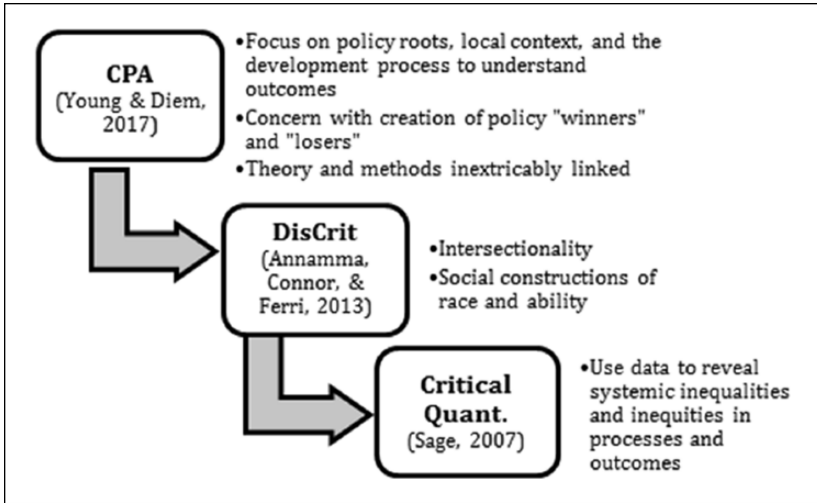 CPA
(Young & Diem,
2017)
•Focus on policy roots, local context, and the
development process to understand
outcomes
•Concern with creation of policy "winners"
and "losers"
•Theory and methods inextricably linked
DisCrit
(Annamma,
Connor, &
Ferri, 2013)
•Intersectionality
•Social constructions of
race and ability
Critical
Quant.
(Sage, 2007)
•Use data to reveal
systemic inequalities
and inequities in
processes and
outcomes